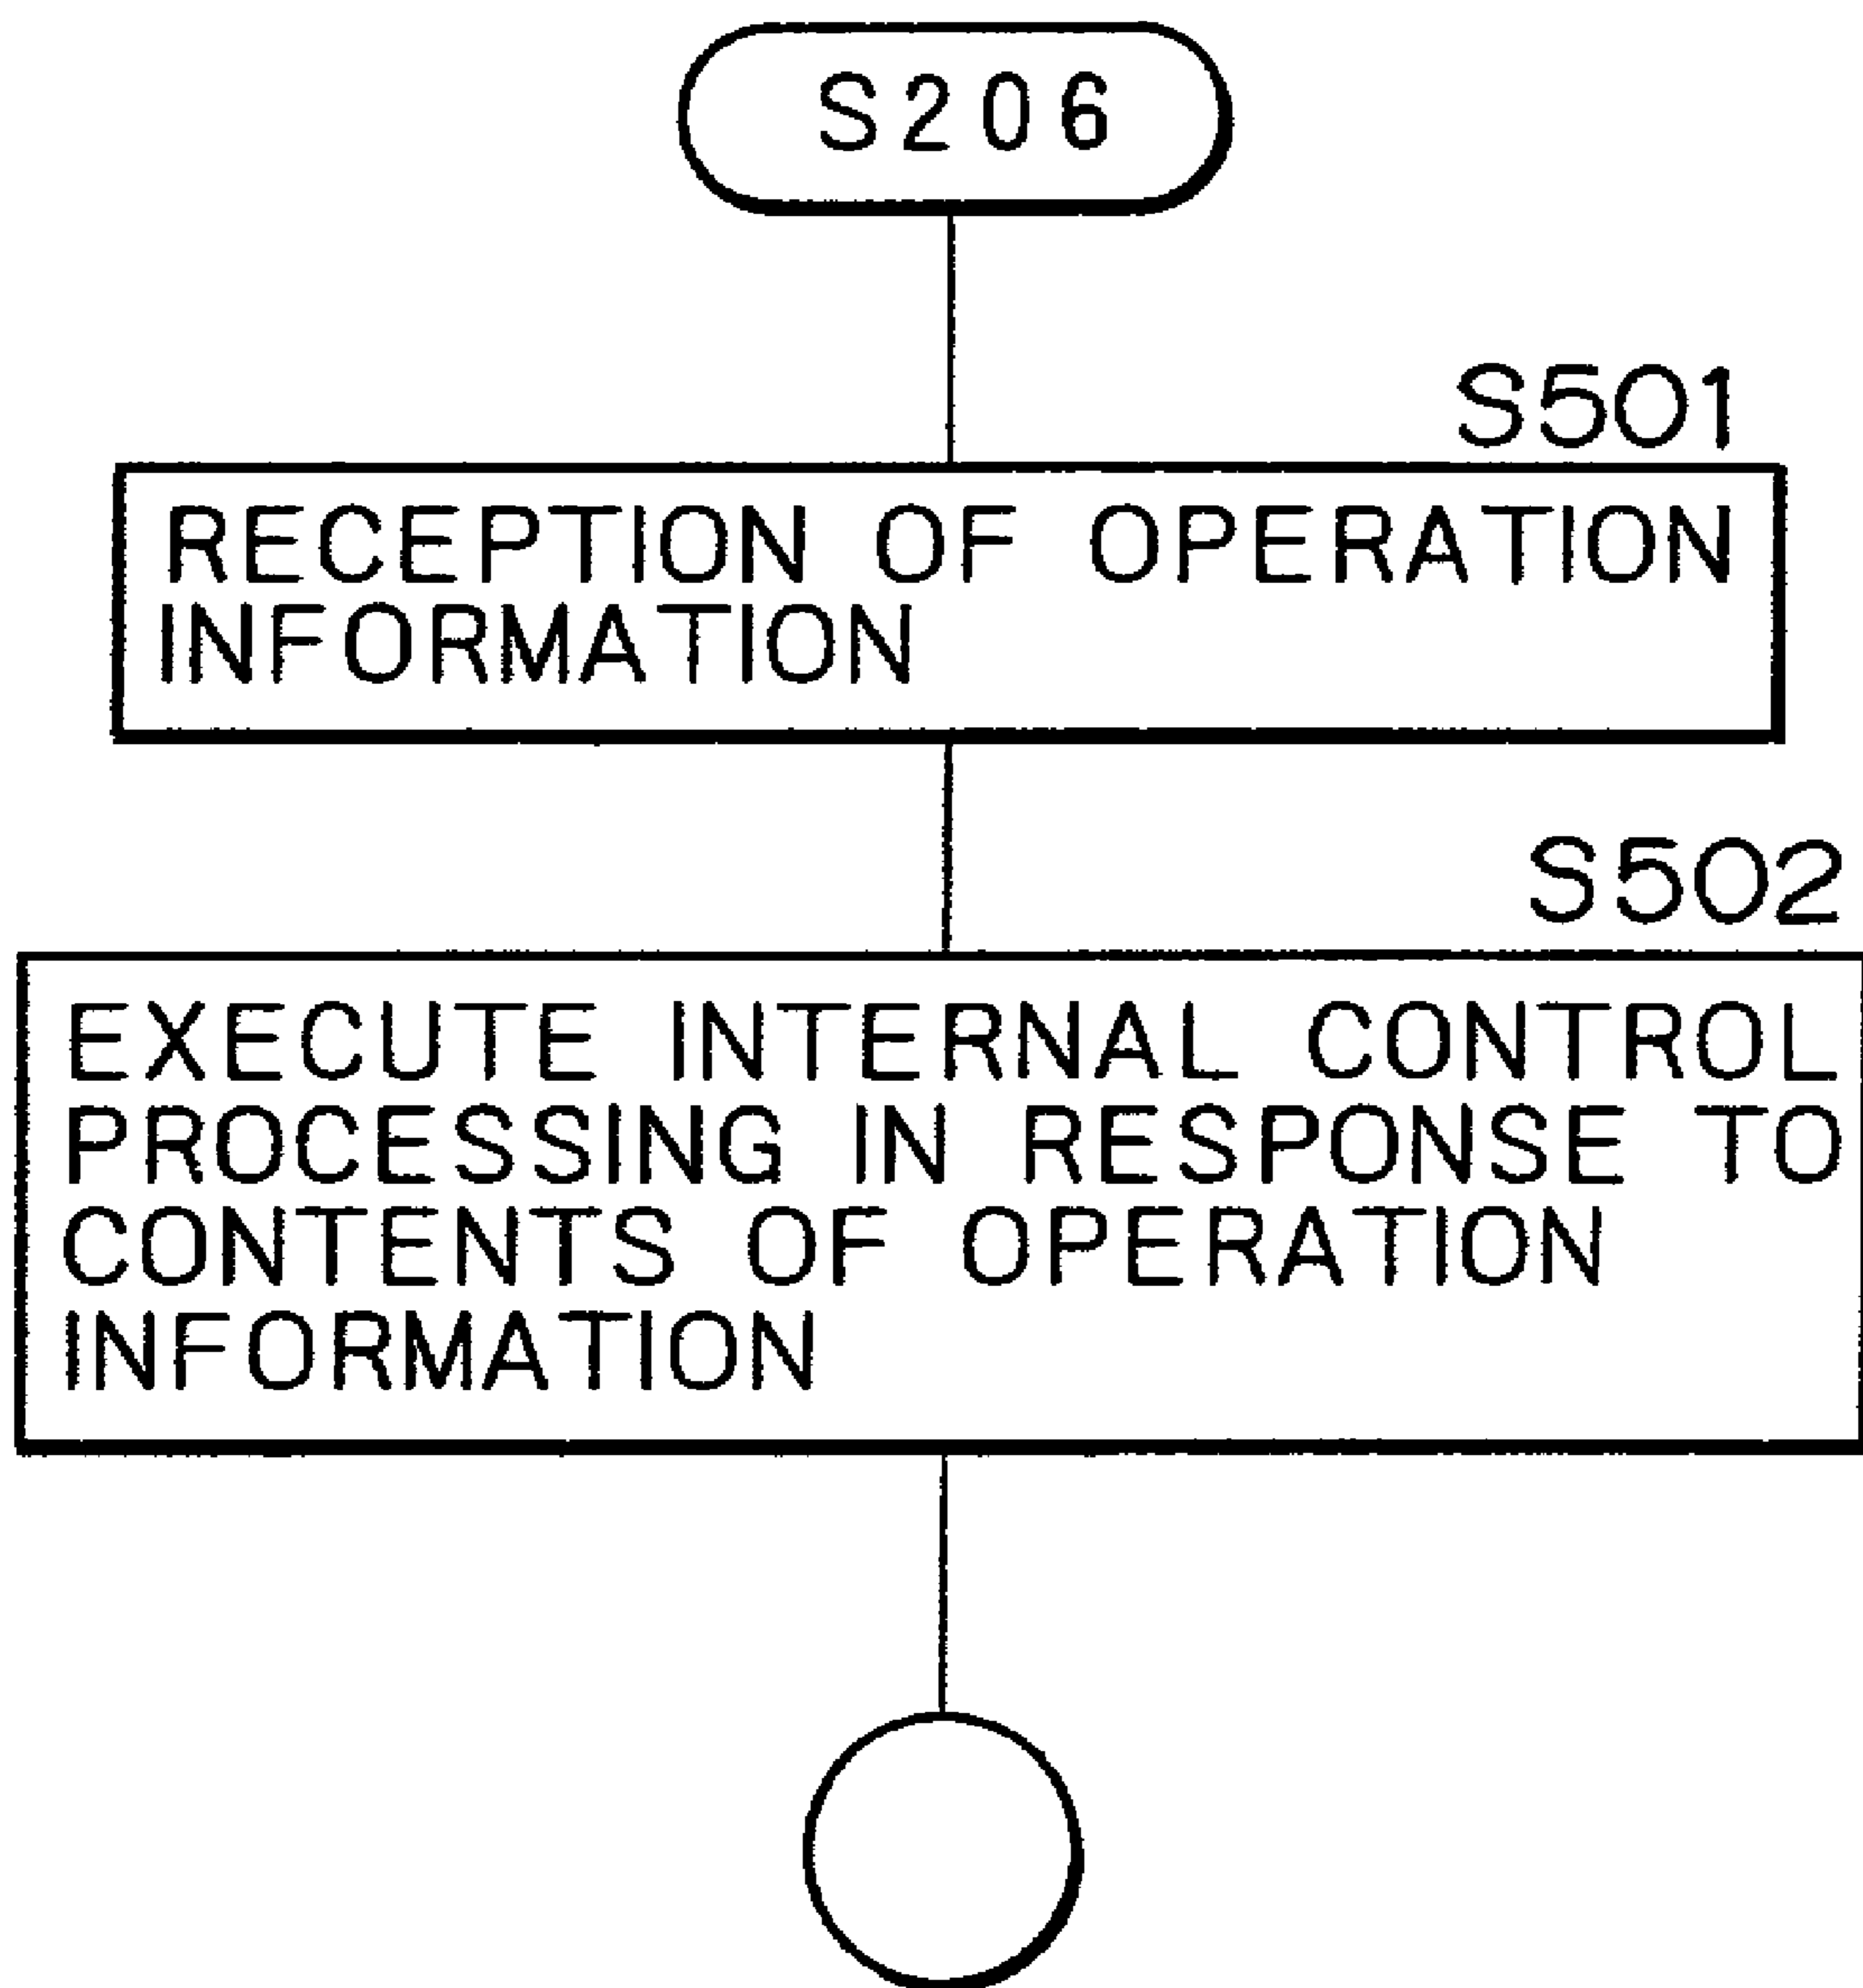 S206
S501
RECEPTION OF OPERATION
INFORMATION
S502
EXECUTE INTERNAL CONTROL
PROCESSING IN RESPONSE TO
CONTENTS OF OPERATION
INFORMATION